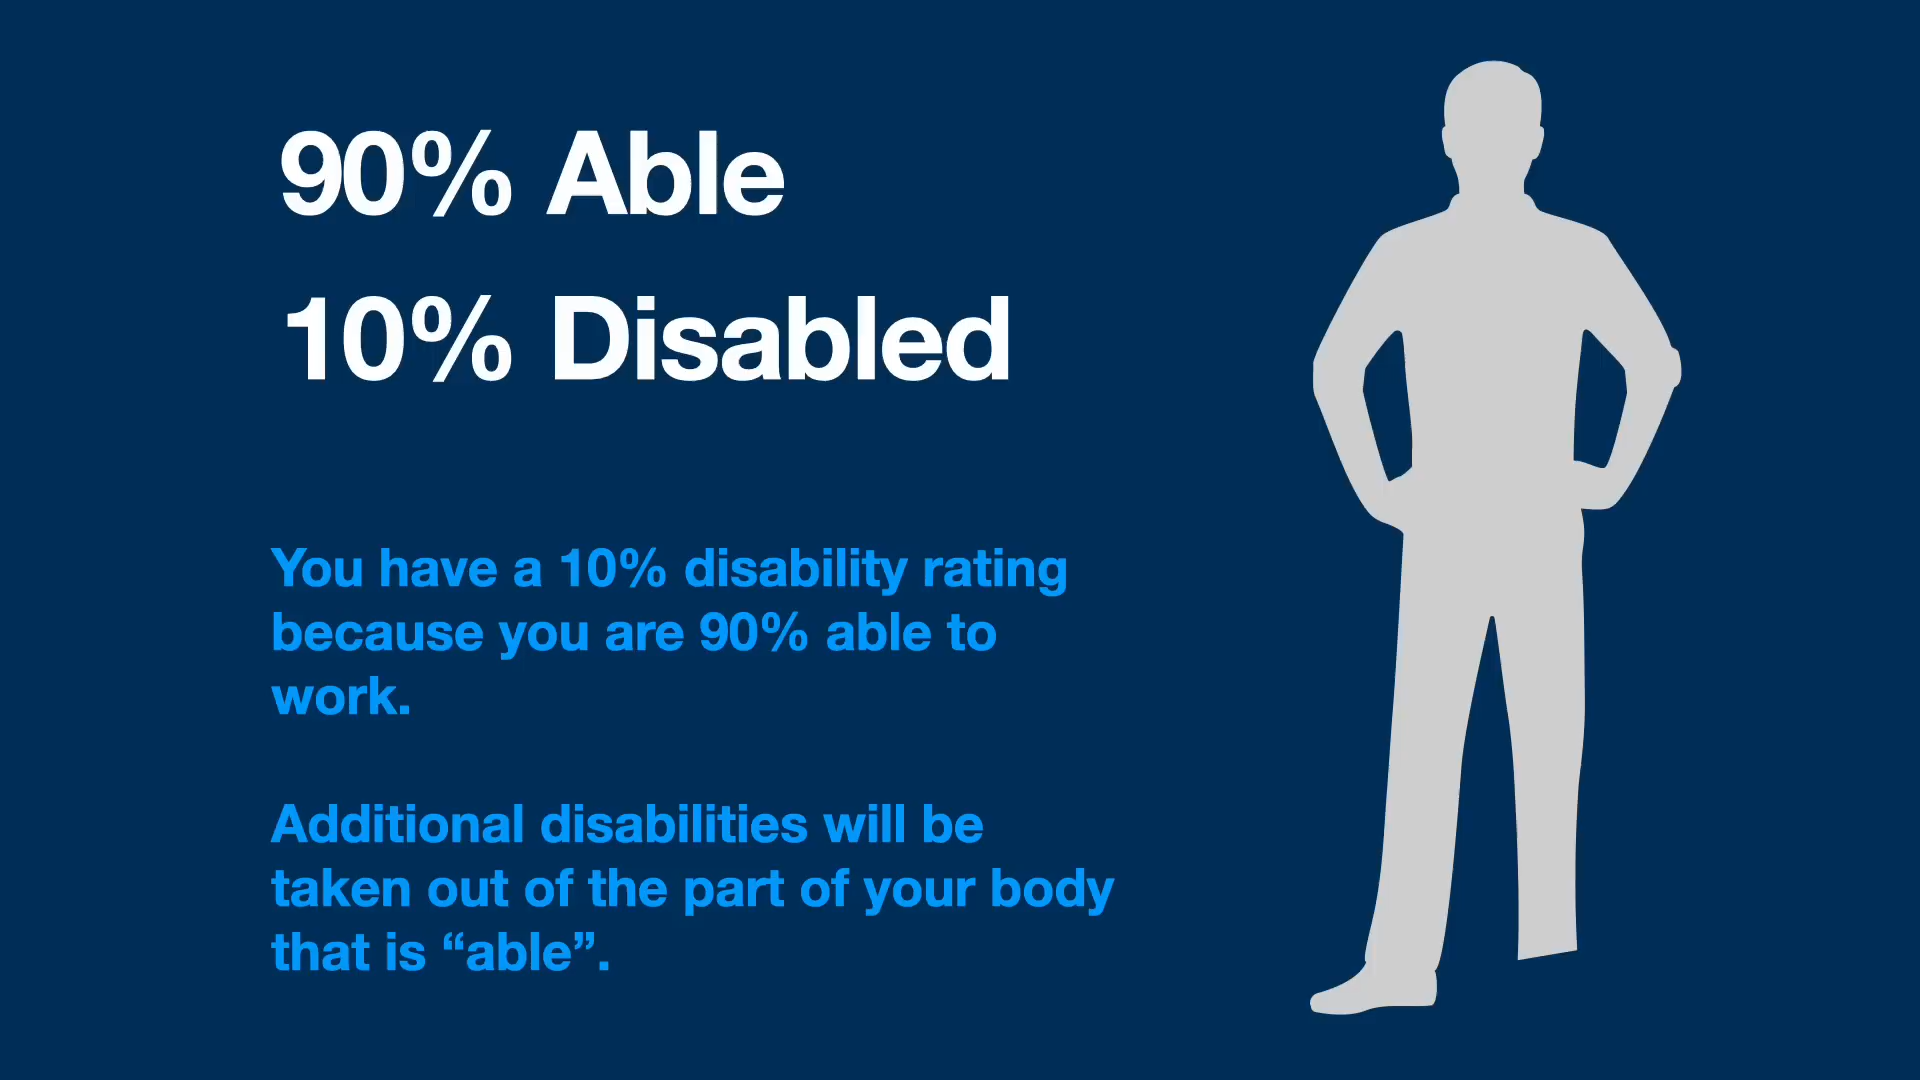 90% Able
10% Disabled
You have a 10% disability rating
because you are 90% able to
work.
Additional disabilities will be
taken out of the part of your body
that is “able”.